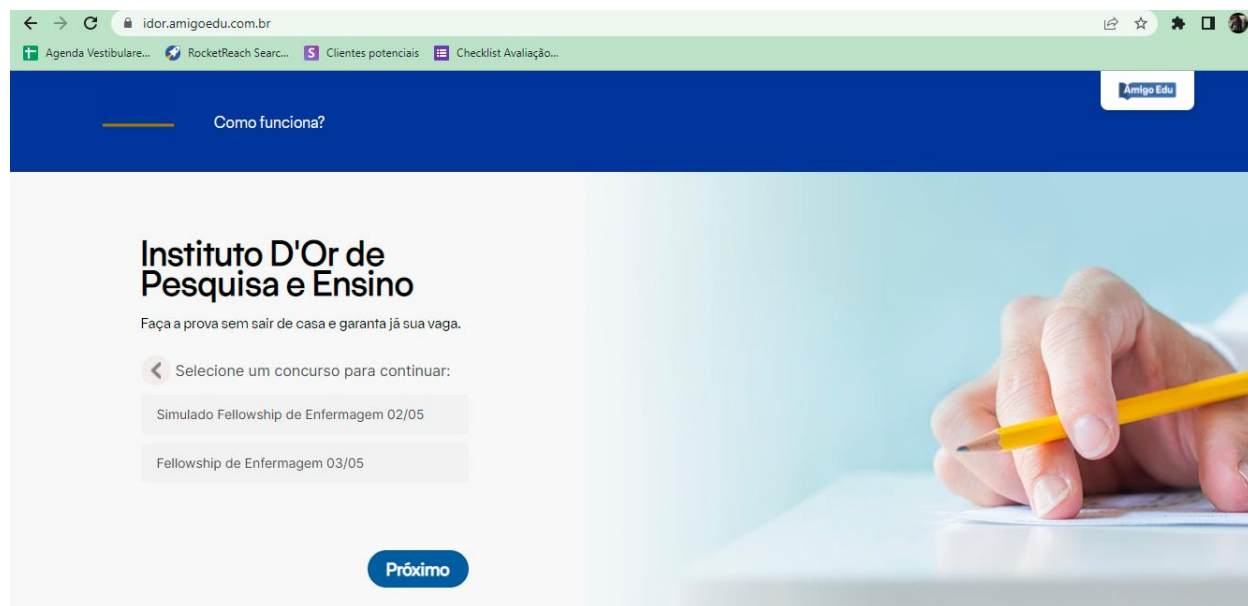 idor.amigoedu.com.br
Agenda Vestibulare... RocketReach Searc... S Clientes potenciais Checklist Avaliação...
Como funciona?
Amigo Edu
Instituto D'Or de
Pesquisa e Ensino
Faça a prova sem sair de casa e garanta já sua vaga.
Selecione um concurso para continuar:
Simulado Fellowship de Enfermagem 02/05
Fellowship de Enfermagem 03/05
Próximo